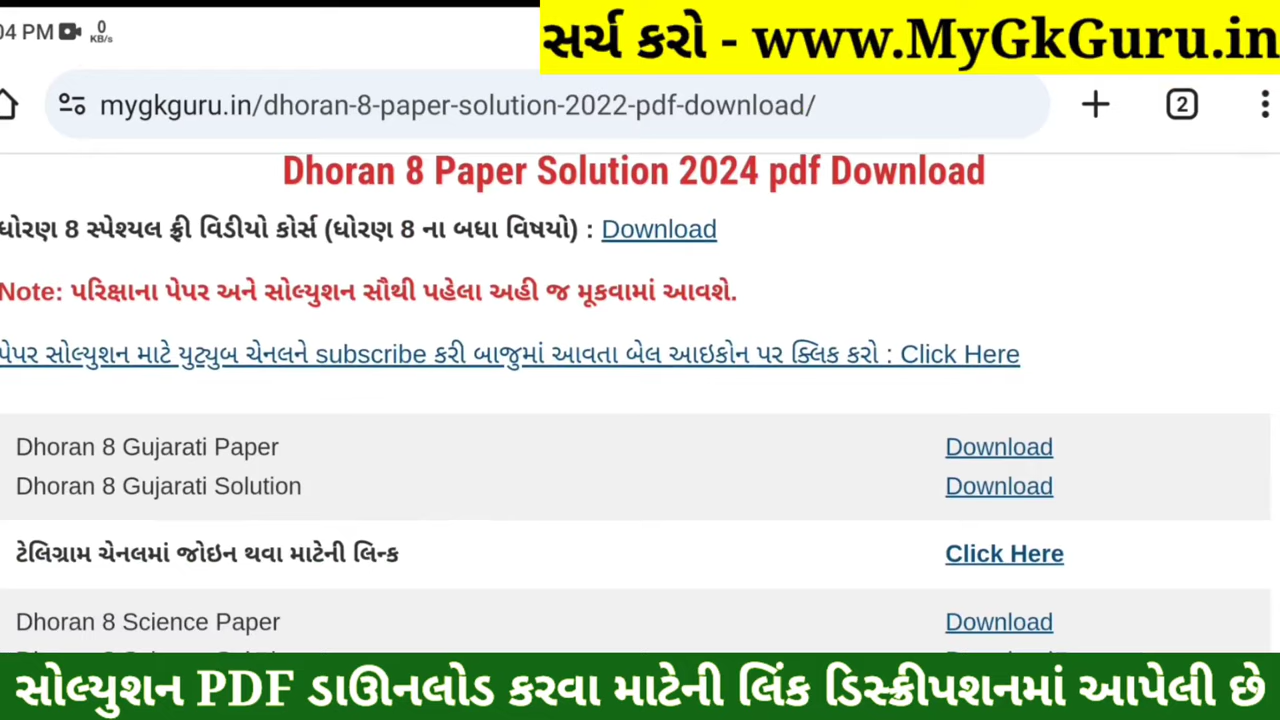 04 PM 0 KB/s
સર્ચ કરો - www.MyGkGuru.in
mygkguru.in/dhoran-8-paper-solution-2022-pdf-download/ 2
Dhoran 8 Paper Solution 2024 pdf Download
ધોરણ 8 સ્પેશ્યલ ફ્રી વિડીયો કોર્સ (ધોરણ 8 ના બધા વિષયો) : Download
Note: પરિક્ષાના પેપર અને સોલ્યુશન સૌથી પહેલા અહી જ મૂકવામાં આવશે.
પેપર સોલ્યુશન માટે યુટ્યુબ ચેનલને subscribe કરી બાજુમાં આવતા બેલ આઇકોન પર ક્લિક કરો : Click Here
Dhoran 8 Gujarati Paper Download
Dhoran 8 Gujarati Solution Download
ટેલિગ્રામ ચેનલમાં જોઇન થવા માટેની લિન્ક Click Here
Dhoran 8 Science Paper Download
સોલ્યુશન PDF ડાઊનલોડ કરવા માટેની લિંક ડિસ્ક્રીપશનમાં આપેલી છે